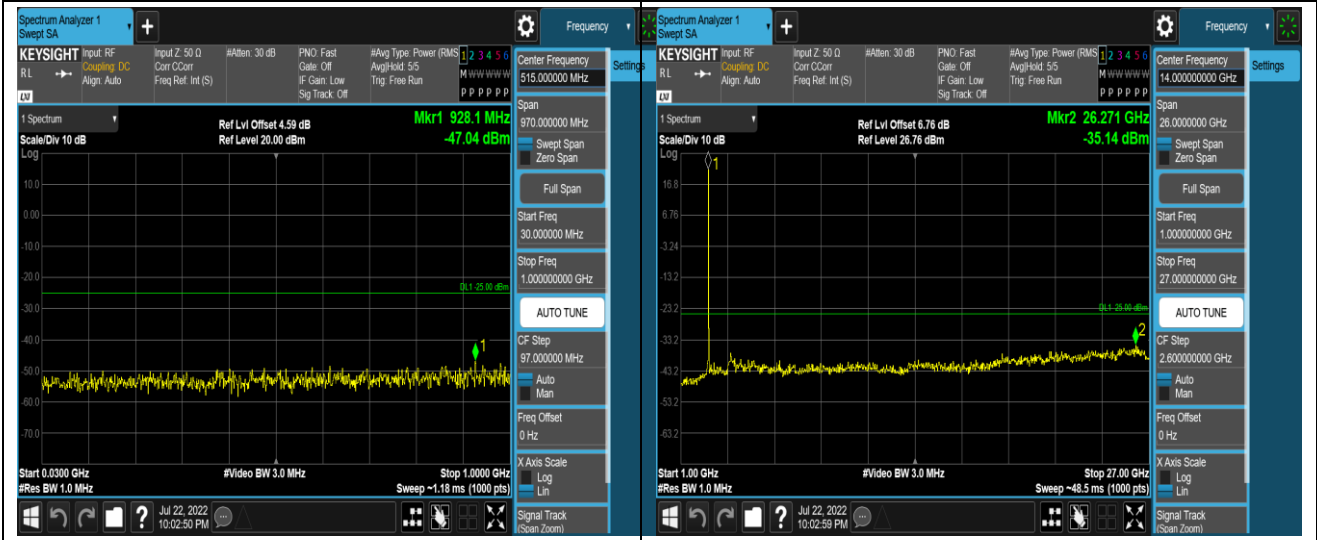 Spectrum Analyzer 1
Swept SA
Frequency
KEYSIGHT
RL
LXI
Input: RF
Coupling: DC
Align: Auto
Input Z: 50 Ω
Corr CCorr
Freq Ref: Int (S)
#Atten: 30 dB
PNO: Fast
Gate: Off
IF Gain: Low
Sig Track: Off
#Avg Type: Power (RMS
Avg|Hold: 5/5
Trig: Free Run
1 2 3 4 5 6
M W W W W W
P P P P P P
Center Frequency
515.000000 MHz
Settings
1 Spectrum
Scale/Div 10 dB
Log
Ref Lvl Offset 4.59 dB
Ref Level 20.00 dBm
Mkr1 928.1 MHz
-47.04 dBm
10.0
0.00
-10.0
-20.0
-30.0
-40.0
-50.0
-60.0
-70.0
DL1 -25.00 dBm
1
Start 0.0300 GHz
#Res BW 1.0 MHz
#Video BW 3.0 MHz
Stop 1.0000 GHz
Sweep ~1.18 ms (1000 pts)
Span
970.000000 MHz
Swept Span
Zero Span
Full Span
Start Freq
30.000000 MHz
Stop Freq
1.000000000 GHz
AUTO TUNE
CF Step
97.000000 MHz
Auto
Man
Freq Offset
0 Hz
X Axis Scale
Log
Lin
Signal Track
(Span Zoom)
?
Jul 22, 2022
10:02:50 PM
Spectrum Analyzer 1
Swept SA
Frequency
KEYSIGHT
RL
LXI
Input: RF
Coupling: DC
Align: Auto
Input Z: 50 Ω
Corr CCorr
Freq Ref: Int (S)
#Atten: 30 dB
PNO: Fast
Gate: Off
IF Gain: Low
Sig Track: Off
#Avg Type: Power (RMS
Avg|Hold: 5/5
Trig: Free Run
1 2 3 4 5 6
M W W W W W
P P P P P P
Center Frequency
14.000000000 GHz
Settings
1 Spectrum
Scale/Div 10 dB
Log
Ref Lvl Offset 6.76 dB
Ref Level 26.76 dBm
Mkr2 26.271 GHz
-35.14 dBm
1
16.8
6.76
-3.24
-13.2
-23.2
-33.2
-43.2
-53.2
-63.2
DL1 -25.00 dBm
2
Start 1.00 GHz
#Res BW 1.0 MHz
#Video BW 3.0 MHz
Stop 27.00 GHz
Sweep ~48.5 ms (1000 pts)
Span
26.0000000 GHz
Swept Span
Zero Span
Full Span
Start Freq
1.000000000 GHz
Stop Freq
27.000000000 GHz
AUTO TUNE
CF Step
2.600000000 GHz
Auto
Man
Freq Offset
0 Hz
X Axis Scale
Log
Lin
Signal Track
(Span Zoom)
?
Jul 22, 2022
10:02:59 PM